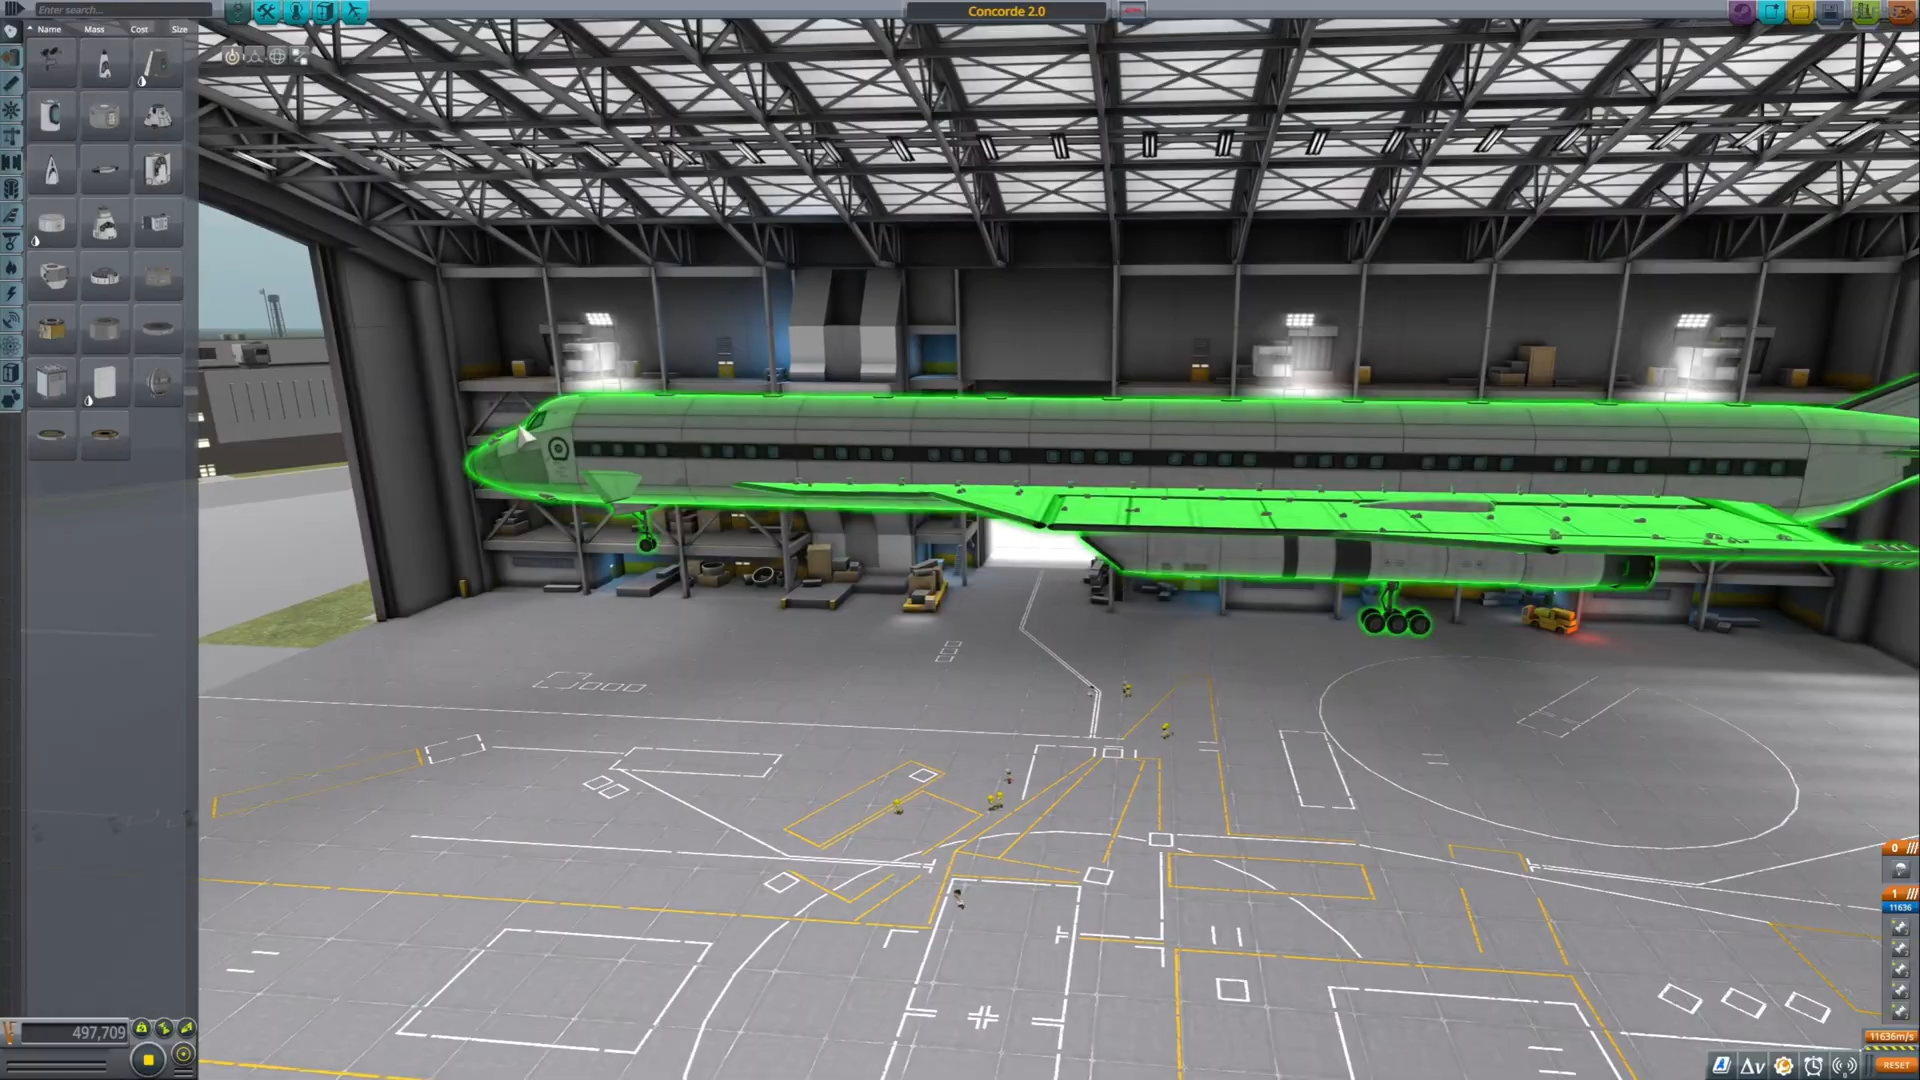 Enter search...
Concorde 2.0
Name Mass Cost Size
0
1
11636
497,709
11636m/s
Δv
RESET